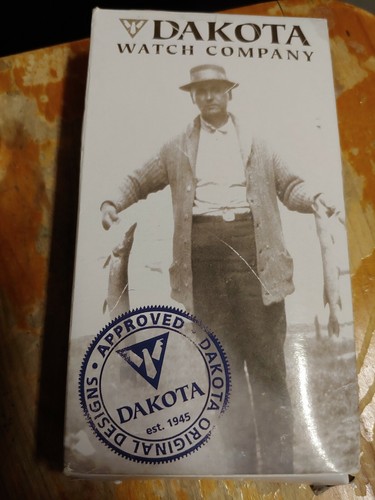 DAKOTA
WATCH COMPANY
• APPROVED • DAKOTA ORIGINAL DESIGNS
DAKOTA
est. 1945